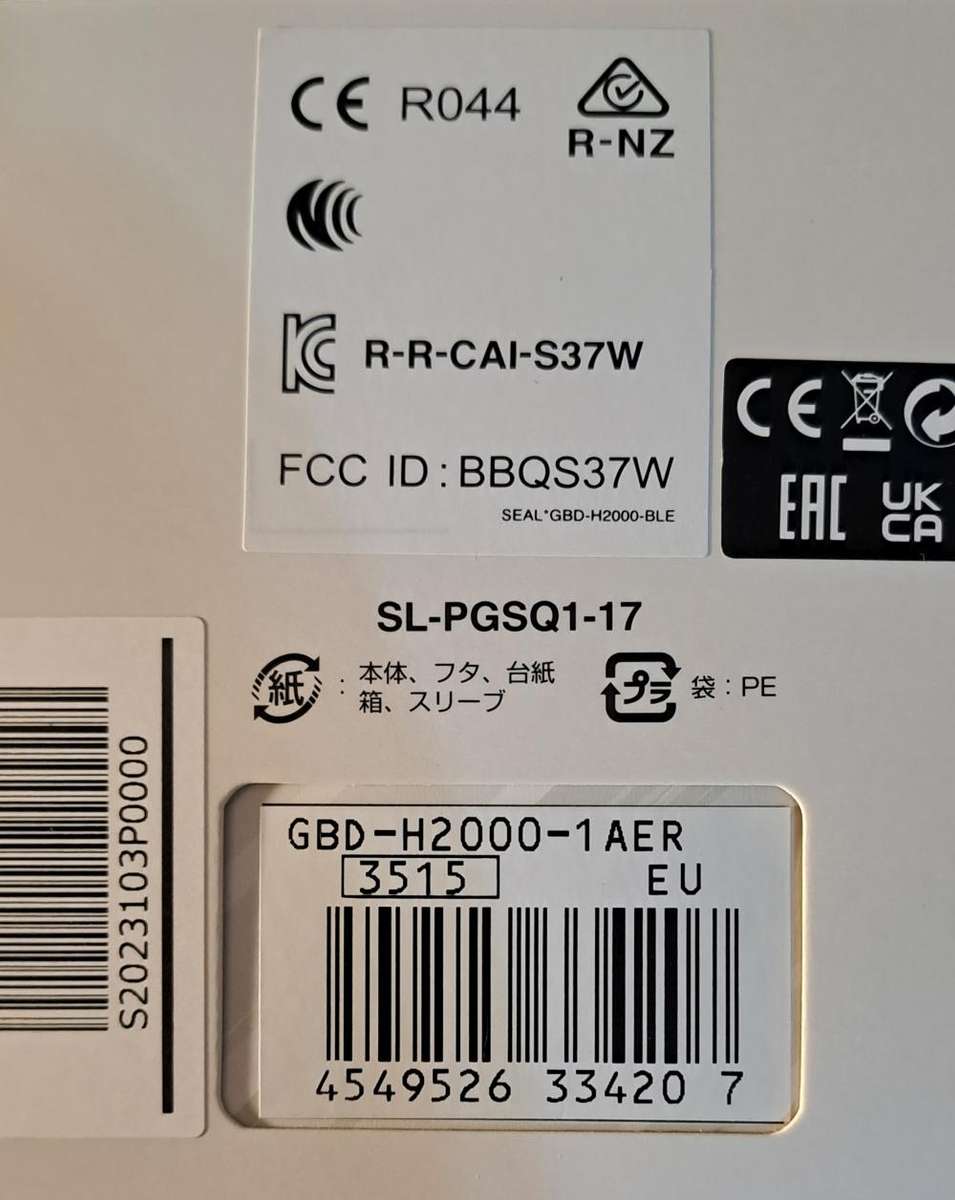 CE R044
R-NZ
R-R-CAI-S37W
FCC ID : BBQS37W
SEAL*GBD-H2000-BLE
CE
EAC UK
CA
SL-PGSQ1-17
紙 : 本体、フタ、台紙
箱、スリーブ
プラ 袋 : PE
S2023103P0000
GBD-H2000-1AER
3515 EU
4549526 33420 7